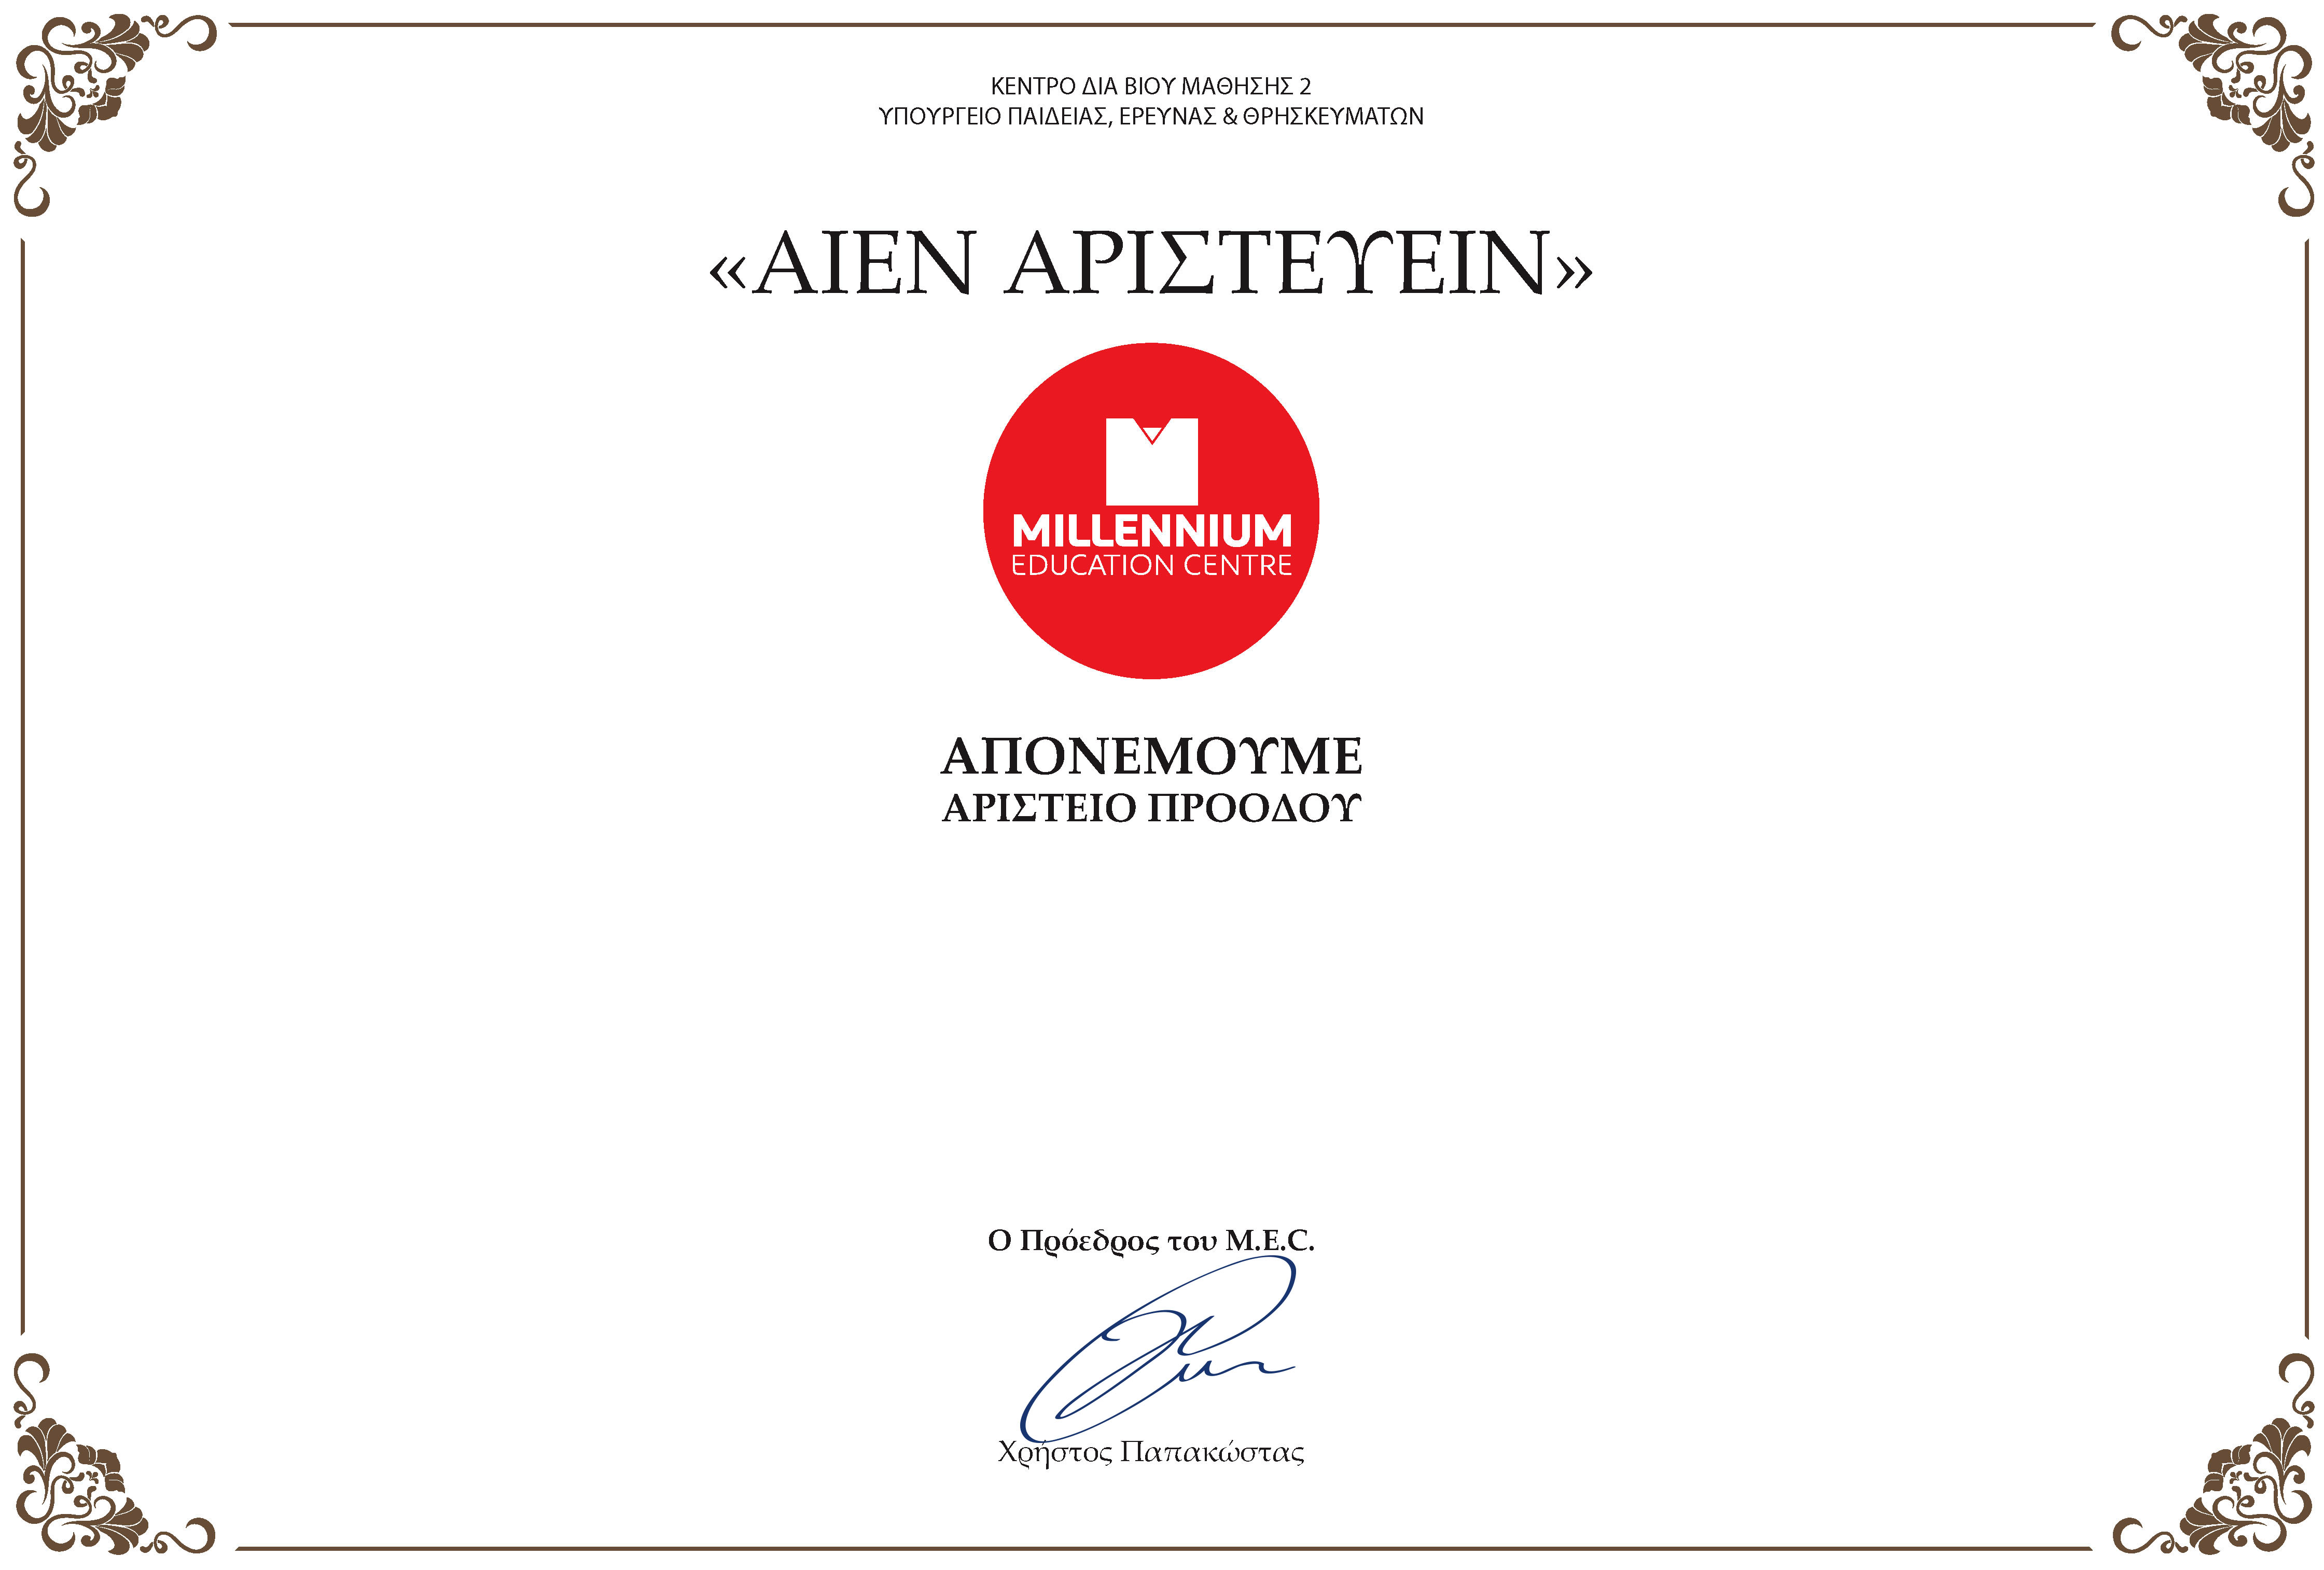 ΚΕΝΤΡΟ ΔΙΑ ΒΙΟΥ ΜΑΘΗΣΗΣ 2
ΥΠΟΥΡΓΕΙΟ ΠΑΙΔΕΙΑΣ, ΕΡΕΥΝΑΣ & ΘΡΗΣΚΕΥΜΑΤΩΝ
«ΑΙΕΝ ΑΡΙΣΤΕΥΕΙΝ»
MILLENNIUM
EDUCATION CENTRE
ΑΠΟΝΕΜΟΥΜΕ
ΑΡΙΣΤΕΙΟ ΠΡΟΟΔΟΥ
Ο Πρόεδρος του M.E.C.
Χρήστος Παπακώστας